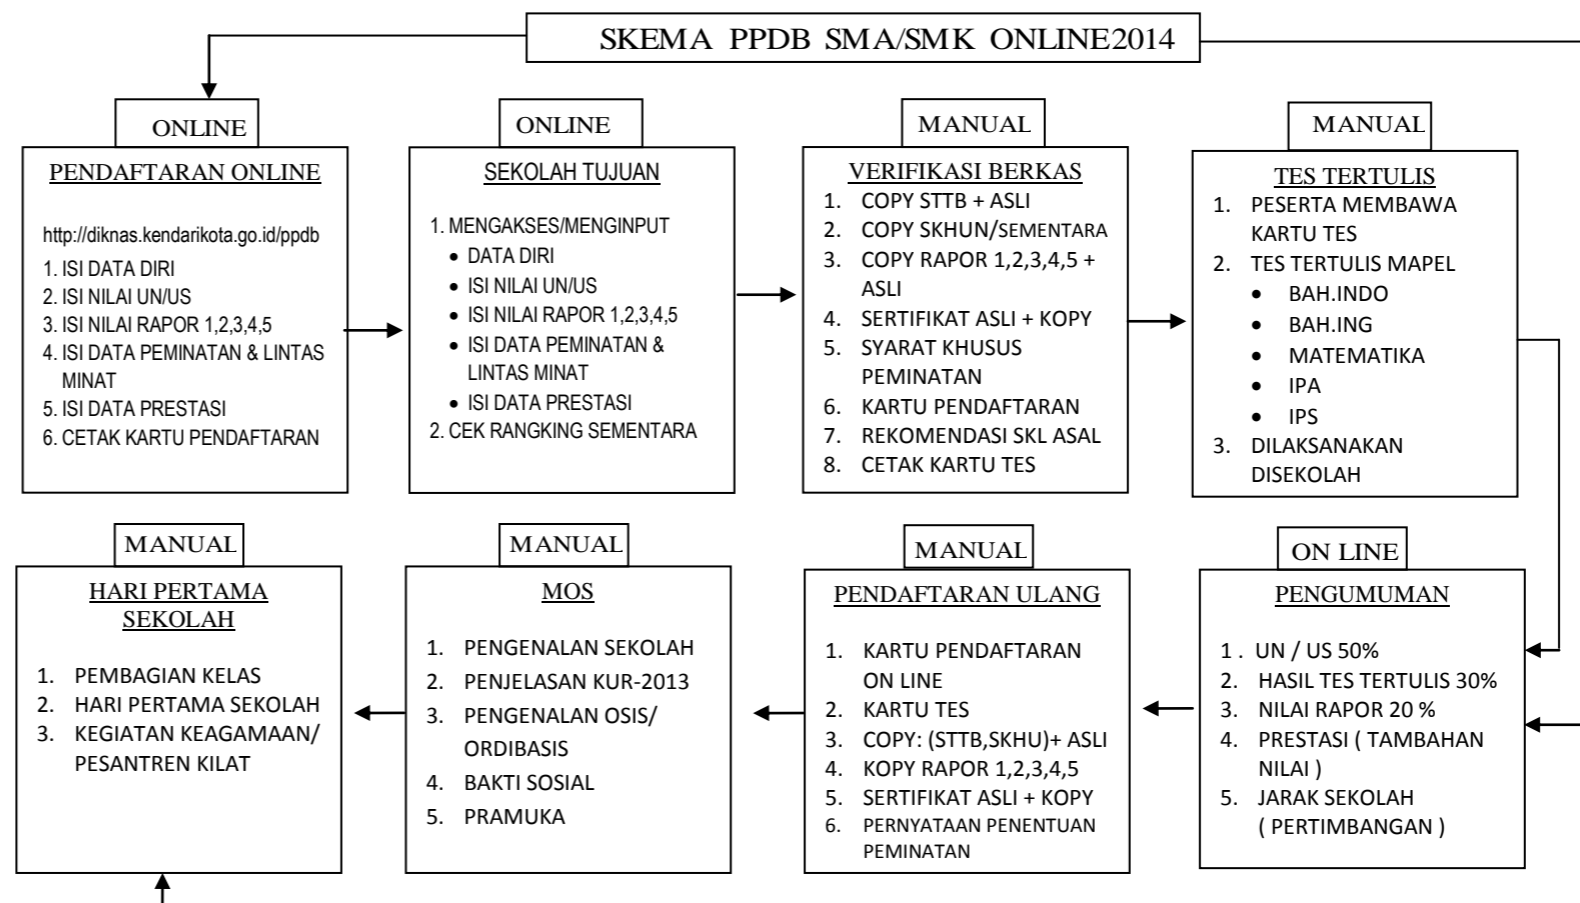 SKEMA PPDB SMA/SMK ONLINE2014
ONLINE
PENDAFTARAN ONLINE
http://diknas.kendarikota.go.id/ppdb
1. ISI DATA DIRI
2. ISI NILAI UN/US
3. ISI NILAI RAPOR 1,2,3,4,5
4. ISI DATA PEMINATAN & LINTAS
MINAT
5. ISI DATA PRESTASI
6. CETAK KARTU PENDAFTARAN
ONLINE
SEKOLAH TUJUAN
1. MENGAKSES/MENGINPUT
• DATA DIRI
• ISI NILAI UN/US
• ISI NILAI RAPOR 1,2,3,4,5
• ISI DATA PEMINATAN &
LINTAS MINAT
• ISI DATA PRESTASI
2. CEK RANGKING SEMENTARA
MANUAL
VERIFIKASI BERKAS
1. COPY STTB + ASLI
2. COPY SKHUN/SEMENTARA
3. COPY RAPOR 1,2,3,4,5 +
ASLI
4. SERTIFIKAT ASLI + KOPY
5. SYARAT KHUSUS
PEMINATAN
6. KARTU PENDAFTARAN
7. REKOMENDASI SKL ASAL
8. CETAK KARTU TES
MANUAL
TES TERTULIS
1. PESERTA MEMBAWA
KARTU TES
2. TES TERTULIS MAPEL
• BAH.INDO
• BAH.ING
• MATEMATIKA
• IPA
• IPS
3. DILAKSANAKAN
DISEKOLAH
MANUAL
HARI PERTAMA
SEKOLAH
1. PEMBAGIAN KELAS
2. HARI PERTAMA SEKOLAH
3. KEGIATAN KEAGAMAAN/
PESANTREN KILAT
MANUAL
MOS
1. PENGENALAN SEKOLAH
2. PENJELASAN KUR-2013
3. PENGENALAN OSIS/
ORDIBASIS
4. BAKTI SOSIAL
5. PRAMUKA
MANUAL
PENDAFTARAN ULANG
1. KARTU PENDAFTARAN
ON LINE
2. KARTU TES
3. COPY: (STTB,SKHU)+ ASLI
4. KOPY RAPOR 1,2,3,4,5
5. SERTIFIKAT ASLI + KOPY
6. PERNYATAAN PENENTUAN
PEMINATAN
ON LINE
PENGUMUMAN
1 . UN / US 50%
2. HASIL TES TERTULIS 30%
3. NILAI RAPOR 20 %
4. PRESTASI ( TAMBAHAN
NILAI )
5. JARAK SEKOLAH
( PERTIMBANGAN )